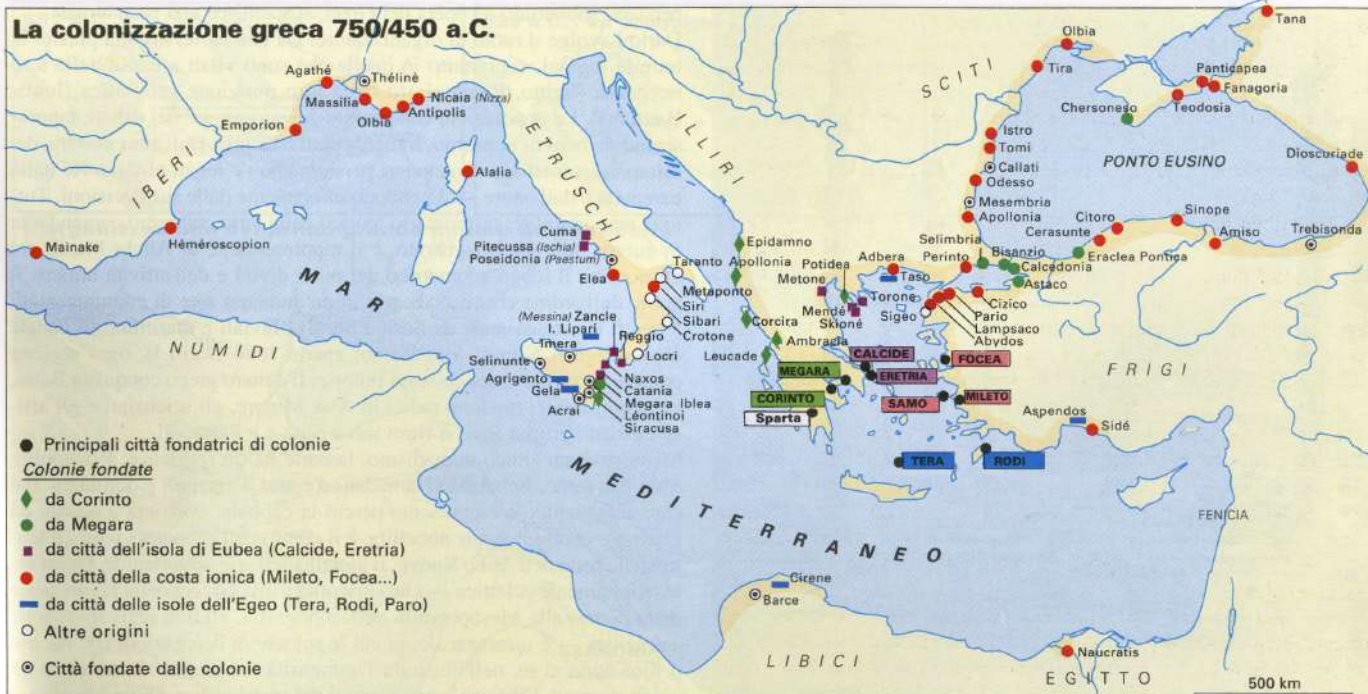 La colonizzazione greca 750/450 a.C.
Agathé
Thélinè
Massilia
Nicaia (Nizza)
Olbia
Antipolis
Emporion
IBERI
Alalia
Mainake
Héméroscopion
ETRUSCHI
ILLIRI
SCITI
Olbia
Tira
Tana
Panticapea
Fanagoria
Chersoneso
Teodosia
Istro
Tomi
Callati
Odesso
Mesembria
Apollonia
PONTO EUSINO
Dioscuriade
Citoro
Cerasunte
Sinope
Amiso
Trebisonda
Selimbria
Bisanzio
Perinto
Calcedonia
Eraclea Pontica
Astaco
Cuma
Pitecussa (Ischia)
Poseidonia (Paestum)
Elea
Taranto
Metaponto
Siri
Sibari
Crotone
Epidamno
Apollonia
Potidea
Metone
Adbera
Taso
Torone
Mendé
Skioné
Sigeo
Cizico
Pario
Lampsaco
Abydos
Corcira
Ambracia
Leucade
(Messina) Zancle
I. Lipari
Reggio
Imera
Locri
Selinunte
Agrigento
Gela
Acrai
Naxos
Catania
Megara Iblea
Léontinoi
Siracusa
MEGARA
CALCIDE
ERETRIA
FOCEA
CORINTO
Sparta
SAMO
MILETO
FRIGI
Aspendos
Sidé
TERA
RODI
MAR
NUMIDI
MEDITERRANEO
FENICIA
Cirene
Barce
LIBICI
Naucratis
EGITTO
500 km
Principali città fondatrici di colonie
Colonie fondate
da Corinto
da Megara
da città dell'isola di Eubea (Calcide, Eretria)
da città della costa ionica (Mileto, Focea...)
da città delle isole dell'Egeo (Tera, Rodi, Paro)
Altre origini
Città fondate dalle colonie